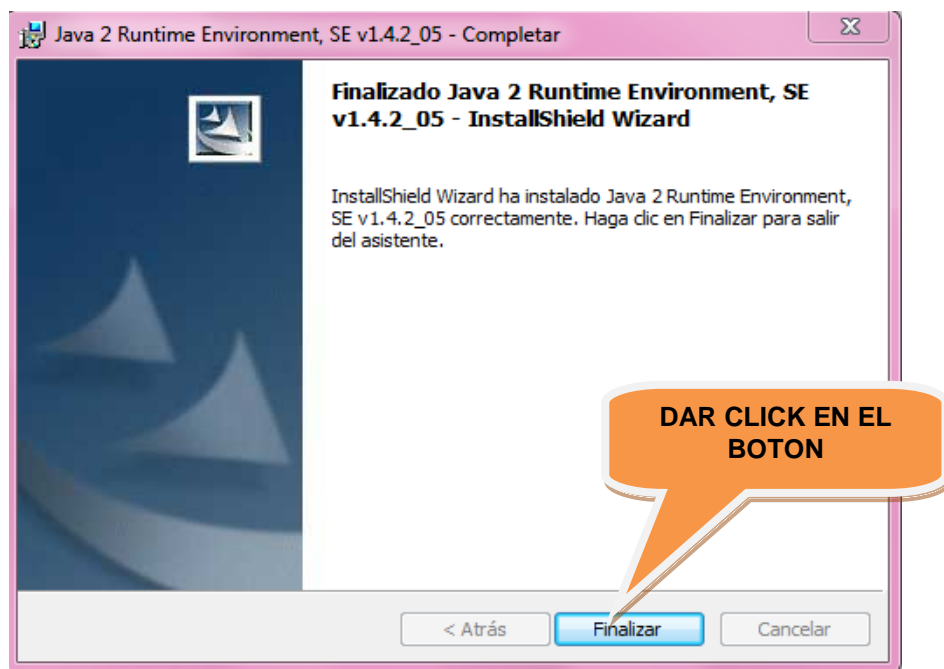 Java 2 Runtime Environment, SE v1.4.2_05 - Completar
Finalizado Java 2 Runtime Environment, SE
v1.4.2_05 - InstallShield Wizard
InstallShield Wizard ha instalado Java 2 Runtime Environment,
SE v1.4.2_05 correctamente. Haga clic en Finalizar para salir
del asistente.
DAR CLICK EN EL
BOTON
< Atrás Finalizar Cancelar